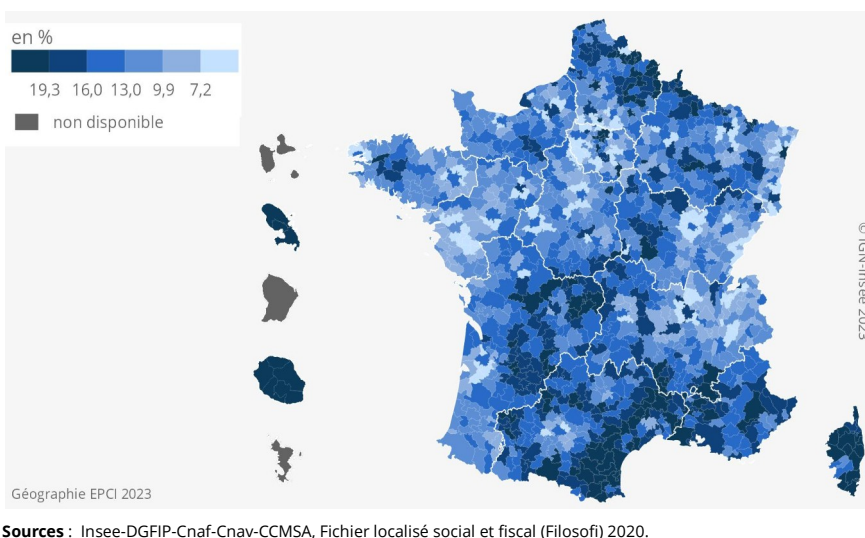 en %
19,3 16,0 13,0 9,9 7,2
non disponible
© IGN-Insee 2023
Géographie EPCI 2023
Sources : Insee-DGFIP-Cnaf-Cnav-CCMSA, Fichier localisé social et fiscal (Filosofi) 2020.